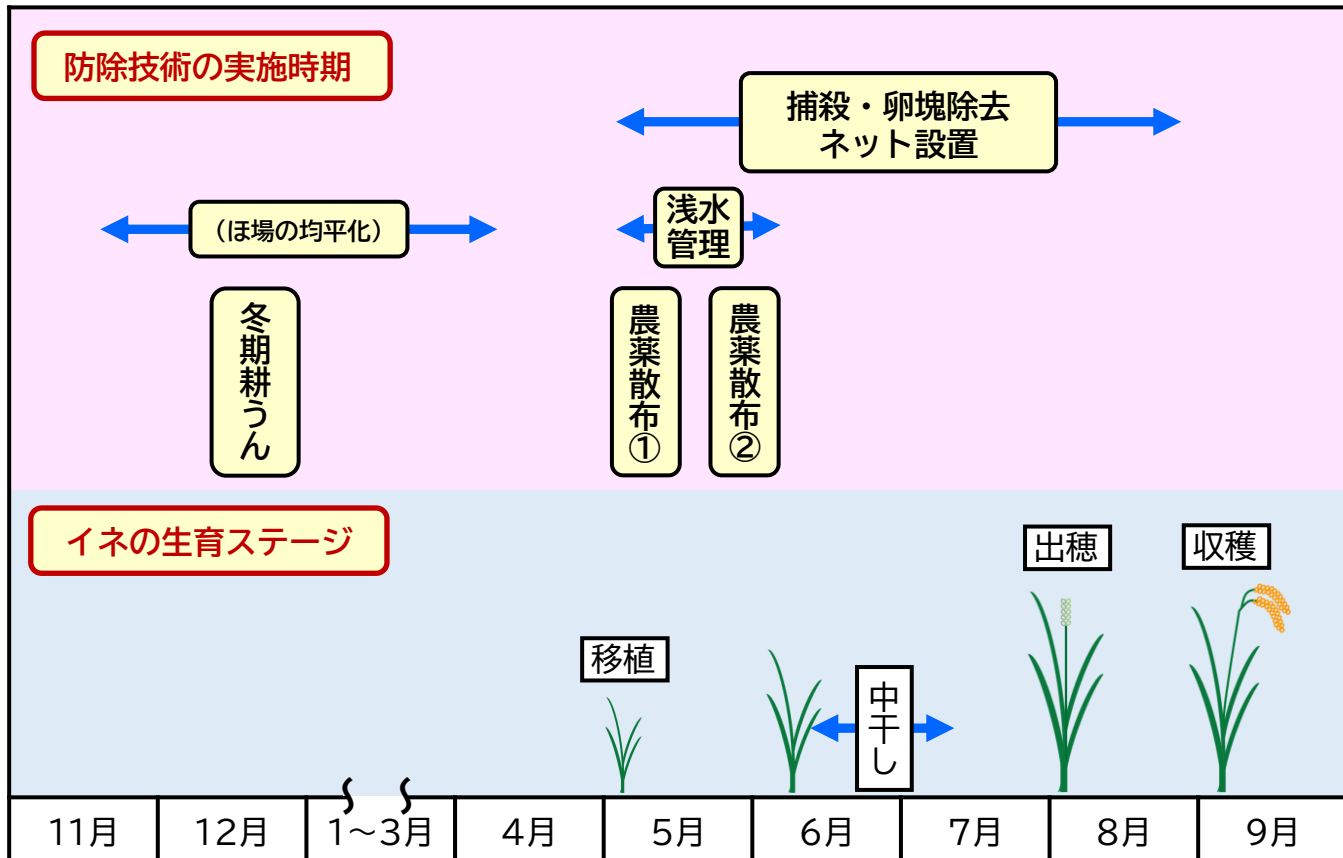 防除技術の実施時期
捕殺・卵塊除去
ネット設置
（ほ場の均平化）
浅水
管理
冬期耕うん
農薬散布①
農薬散布②
イネの生育ステージ
移植
中干し
出穂
収穫
11月
12月
1～3月
4月
5月
6月
7月
8月
9月